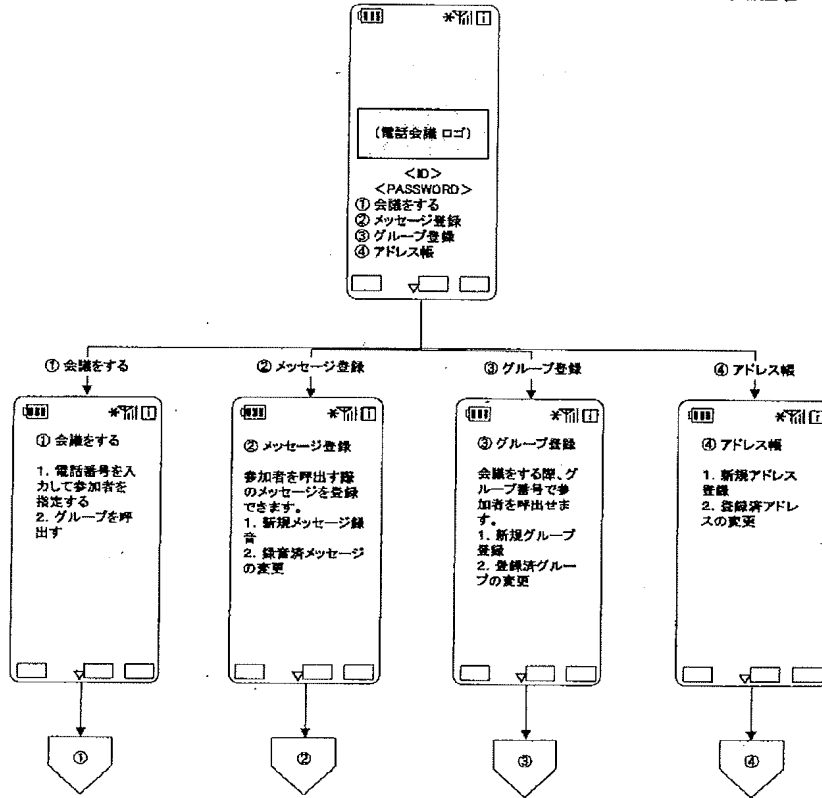 (電話会議 ロゴ)
<ID>
<PASSWORD>
① 会議をする
② メッセージ登録
③ グループ登録
④ アドレス帳
① 会議をする
② メッセージ登録
③ グループ登録
④ アドレス帳
① 会議をする
1. 電話番号を入
力して参加者を
指定する
2. グループを呼
出す
② メッセージ登録
参加者を呼出す際
のメッセージを登録
できます。
1. 新規メッセージ録
音
2. 録音済メッセージ
の変更
③ グループ登録
会議をする際、グ
ループ番号で参
加者を呼出せま
す。
1. 新規グループ
登録
2. 登録済グルー
プの変更
④ アドレス帳
1. 新規アドレス
登録
2. 登録済アドレ
スの変更
①
②
③
④